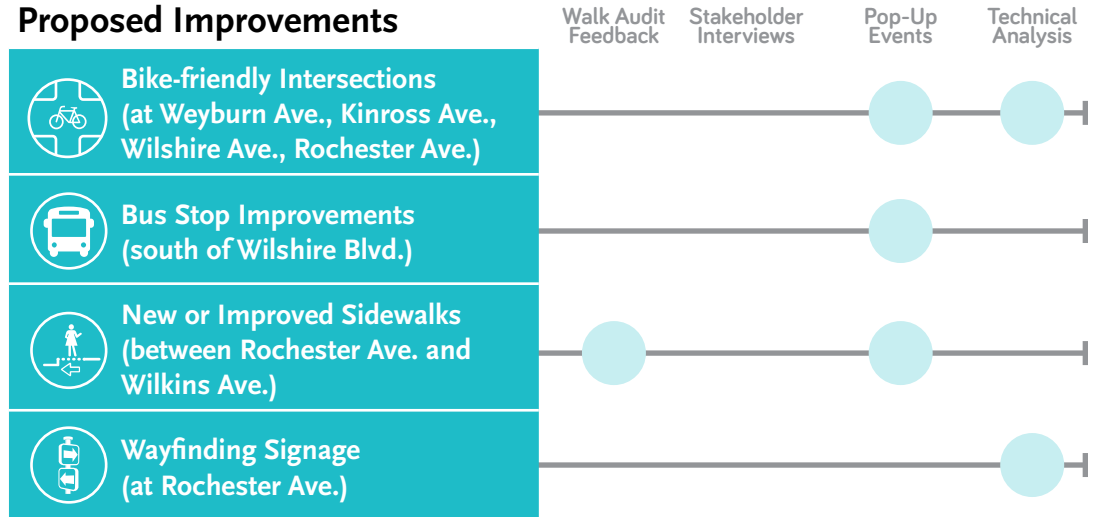 Proposed Improvements
Walk Audit
Feedback
Stakeholder
Interviews
Pop-Up
Events
Technical
Analysis
Bike-friendly Intersections
(at Weyburn Ave., Kinross Ave.,
Wilshire Ave., Rochester Ave.)
Bus Stop Improvements
(south of Wilshire Blvd.)
New or Improved Sidewalks
(between Rochester Ave. and
Wilkins Ave.)
Wayfinding Signage
(at Rochester Ave.)